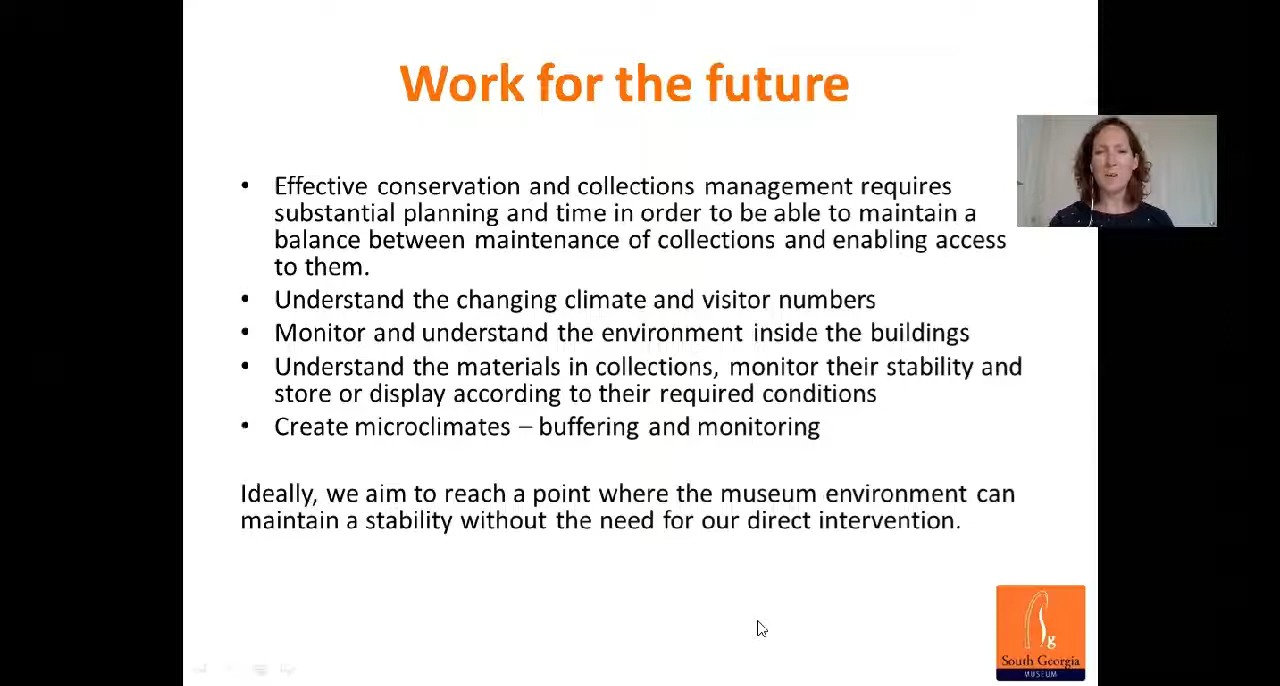 Work for the future
• Effective conservation and collections management requires
substantial planning and time in order to be able to maintain a
balance between maintenance of collections and enabling access
to them.
• Understand the changing climate and visitor numbers
• Monitor and understand the environment inside the buildings
• Understand the materials in collections, monitor their stability and
store or display according to their required conditions
• Create microclimates – buffering and monitoring
Ideally, we aim to reach a point where the museum environment can
maintain a stability without the need for our direct intervention.
Sg
South Georgia
MUSEUM